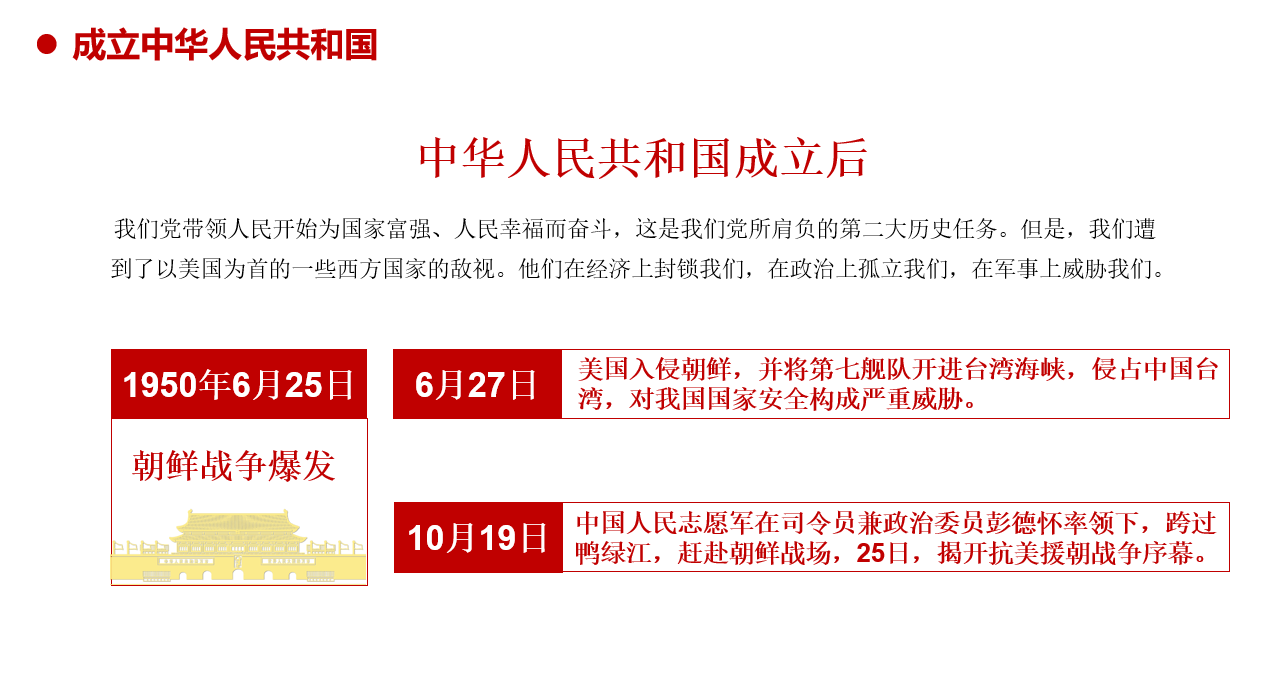 成立中华人民共和国
中华人民共和国成立后
我们党带领人民开始为国家富强、人民幸福而奋斗，这是我们党所肩负的第二大历史任务。但是，我们遭
到了以美国为首的一些西方国家的敌视。他们在经济上封锁我们，在政治上孤立我们，在军事上威胁我们。
1950年6月25日
朝鲜战争爆发
6月27日
美国入侵朝鲜，并将第七舰队开进台湾海峡，侵占中国台
湾，对我国国家安全构成严重威胁。
10月19日
中国人民志愿军在司令员兼政治委员彭德怀率领下，跨过
鸭绿江，赶赴朝鲜战场，25日，揭开抗美援朝战争序幕。